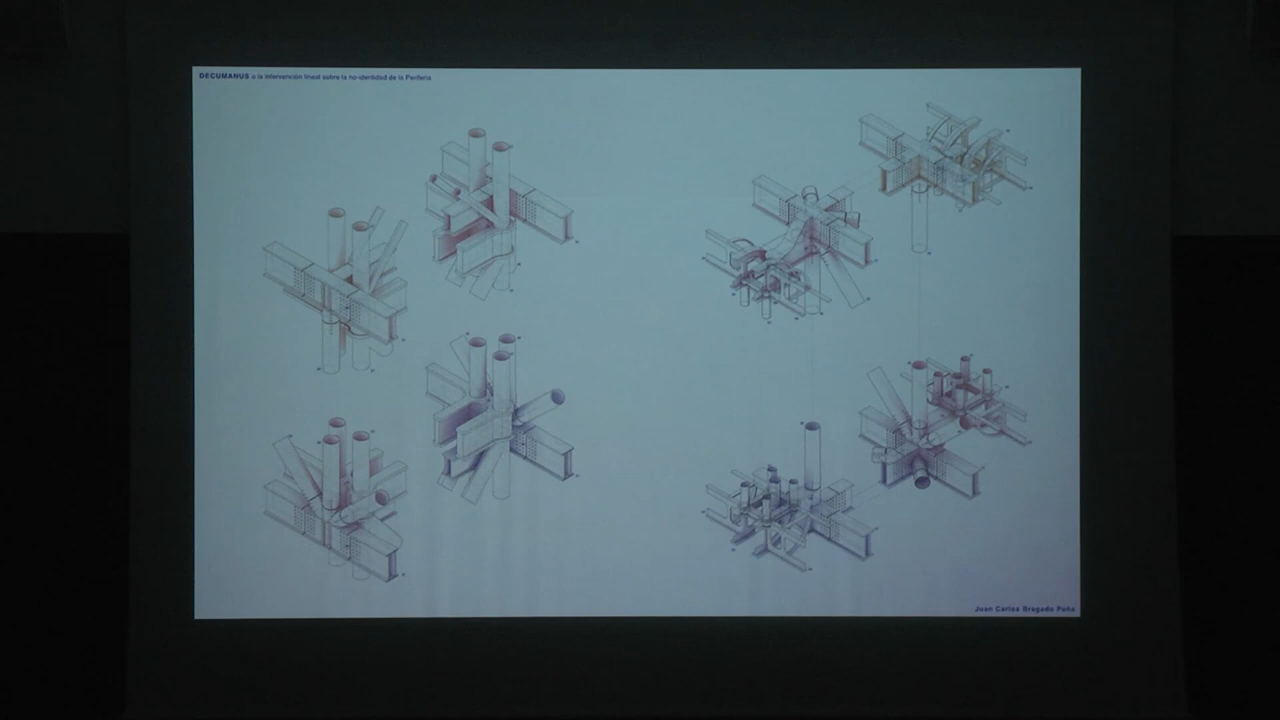 DECUMANUS o la intervención lineal sobre la no-identidad de la Periferia
Juan Carlos Bragado Peña